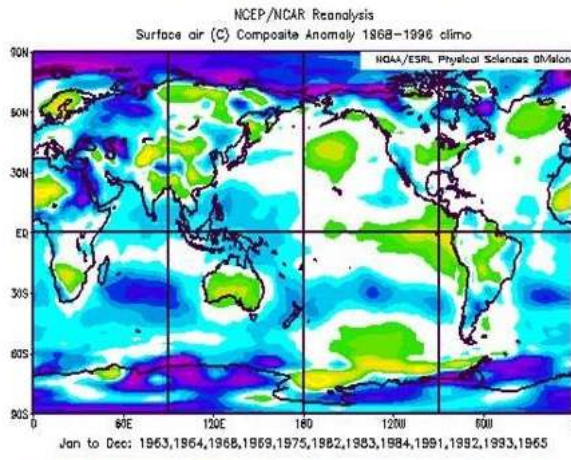 NCEP/NCAR Reanalysis
Surface air (C) Composite Anomaly 1968-1996 climo
NOAA/ESRL Physical Sciences Division
90N
60N
30N
EQ
30S
60S
90S
0
60E
120E
180
120W
60W
Jan to Dec: 1963,1964,1968,1969,1975,1982,1983,1984,1991,1992,1993,1965